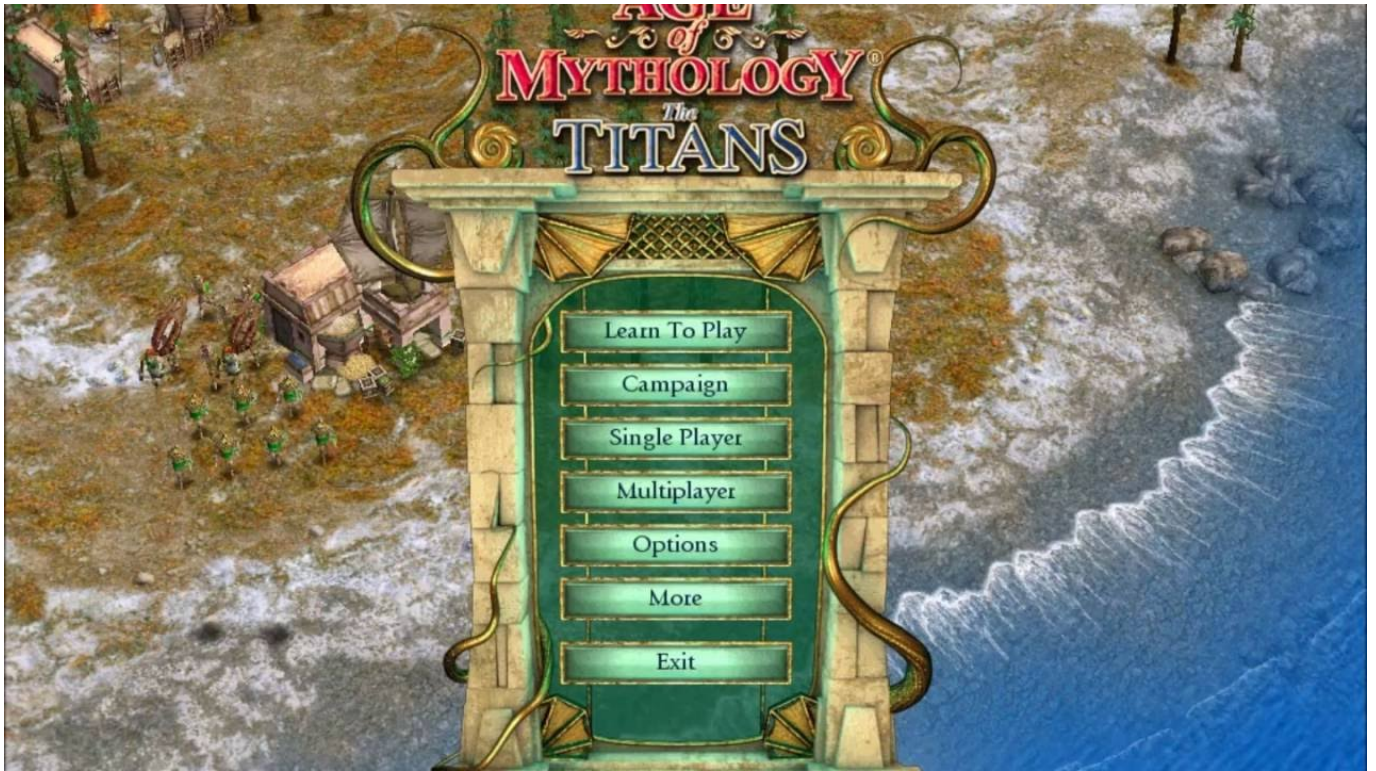 AGE
of
MYTHOLOGY®
The
TITANS
Learn To Play
Campaign
Single Player
Multiplayer
Options
More
Exit